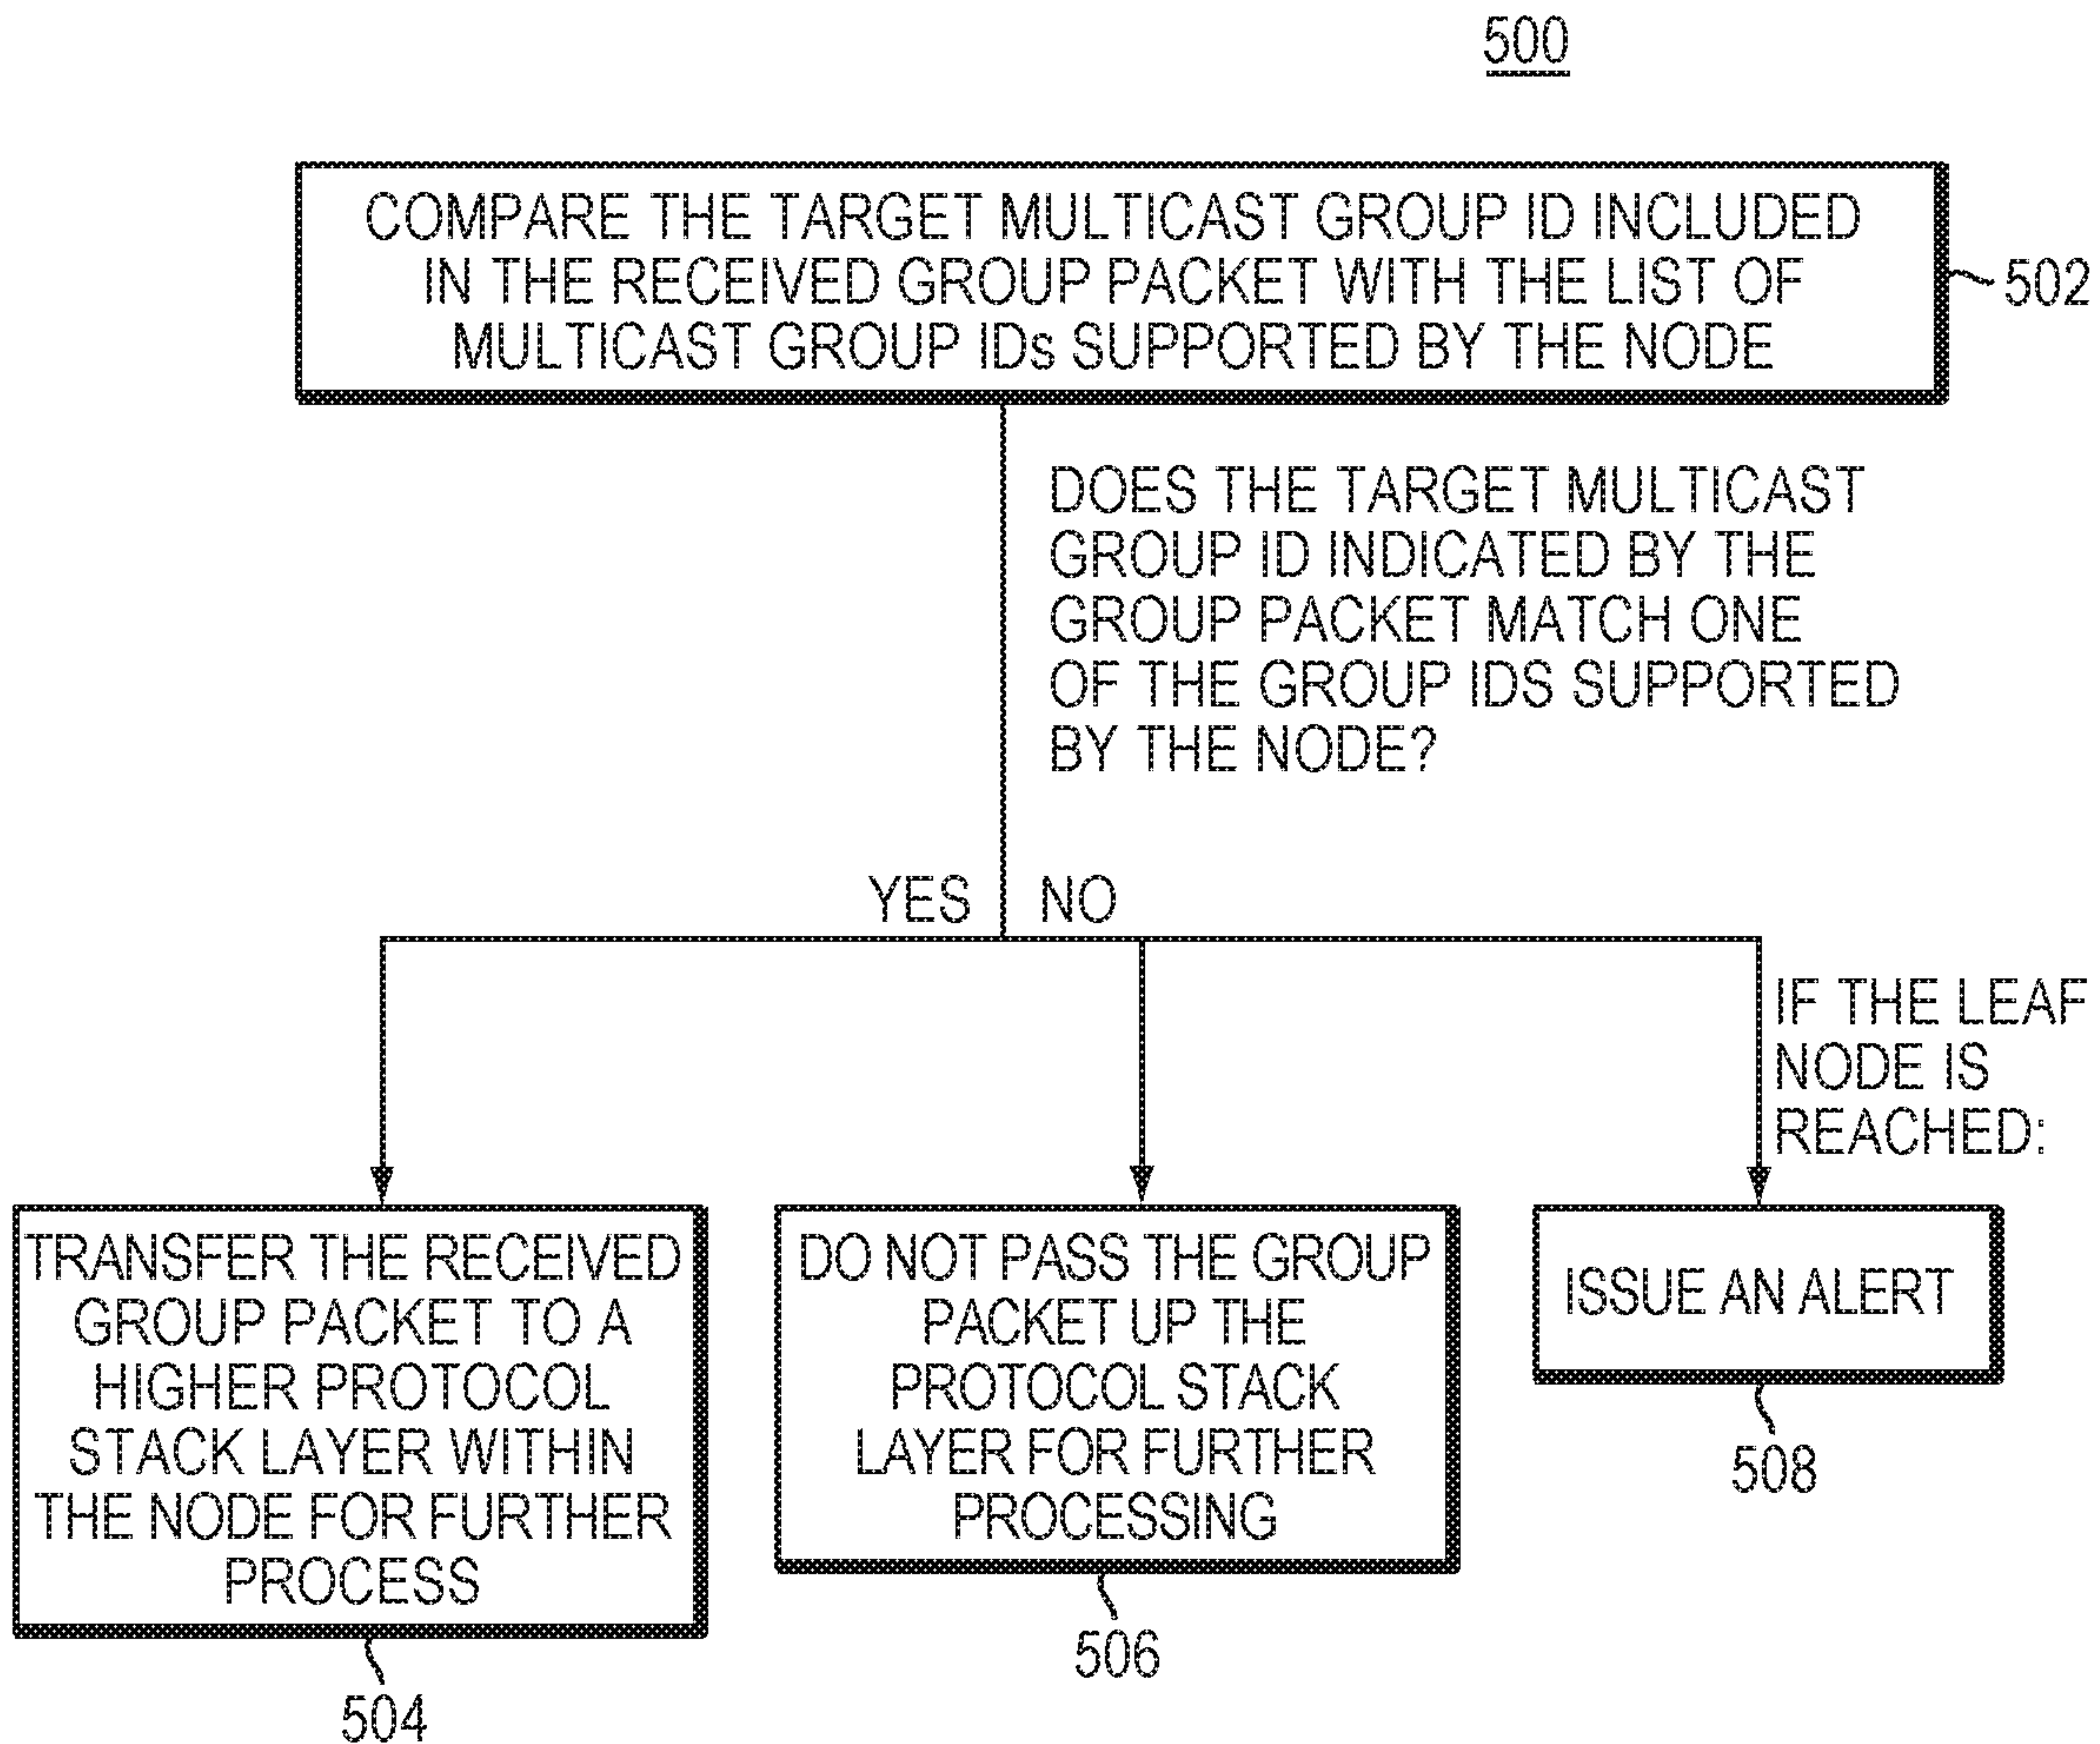 500
COMPARE THE TARGET MULTICAST GROUP ID INCLUDED
IN THE RECEIVED GROUP PACKET WITH THE LIST OF
MULTICAST GROUP IDs SUPPORTED BY THE NODE
502
DOES THE TARGET MULTICAST
GROUP ID INDICATED BY THE
GROUP PACKET MATCH ONE
OF THE GROUP IDS SUPPORTED
BY THE NODE?
YES
NO
IF THE LEAF
NODE IS
REACHED:
TRANSFER THE RECEIVED
GROUP PACKET TO A
HIGHER PROTOCOL
STACK LAYER WITHIN
THE NODE FOR FURTHER
PROCESS
504
DO NOT PASS THE GROUP
PACKET UP THE
PROTOCOL STACK
LAYER FOR FURTHER
PROCESSING
506
ISSUE AN ALERT
508